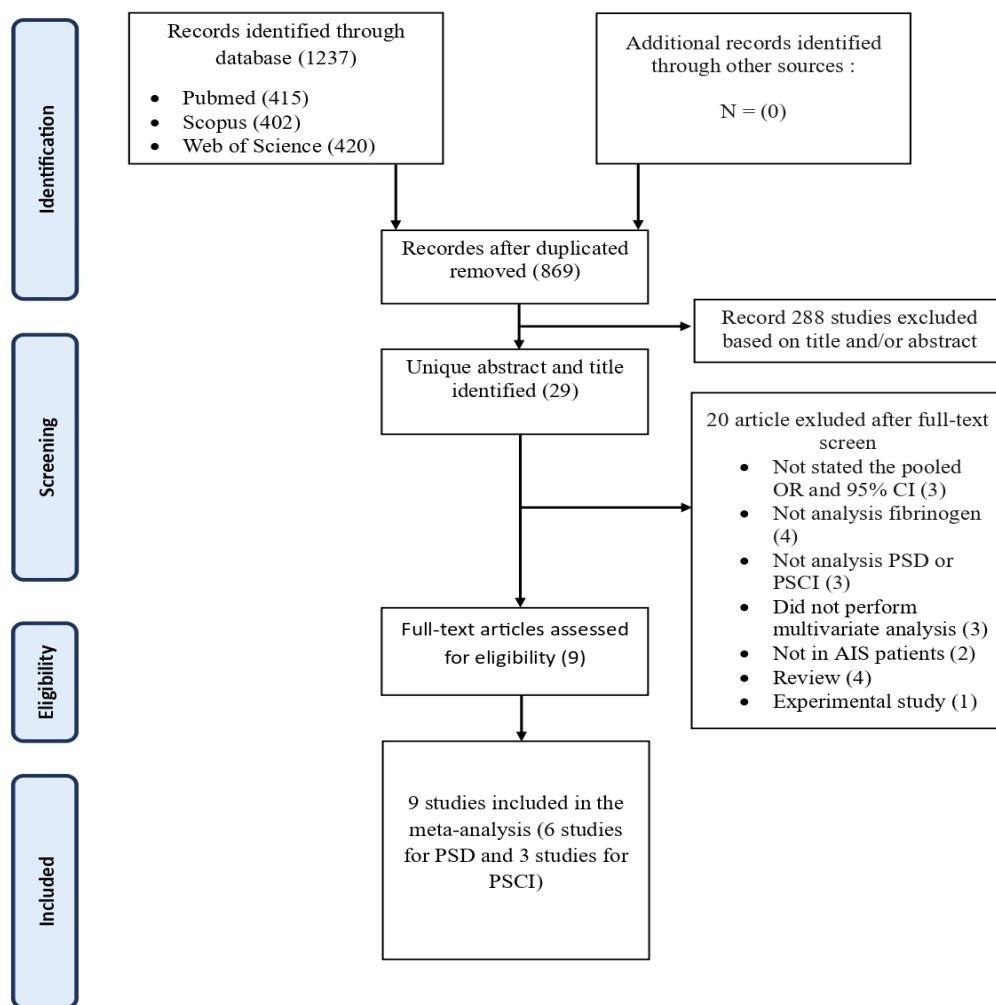 Identification
Records identified through
database (1237)
• Pubmed (415)
• Scopus (402)
• Web of Science (420)
Additional records identified
through other sources :
N = (0)
Recordes after duplicated
removed (869)
Record 288 studies excluded
based on title and/or abstract
Screening
Unique abstract and title
identified (29)
20 article exluded after full-text
screen
• Not stated the pooled
OR and 95% CI (3)
• Not analysis fibrinogen
(4)
• Not analysis PSD or
PSCI (3)
• Did not perform
multivariate analysis (3)
• Not in AIS patients (2)
• Review (4)
• Experimental study (1)
Eligibility
Full-text articles assessed
for eligibility (9)
Included
9 studies included in the
meta-analysis (6 studies
for PSD and 3 studies for
PSCI)